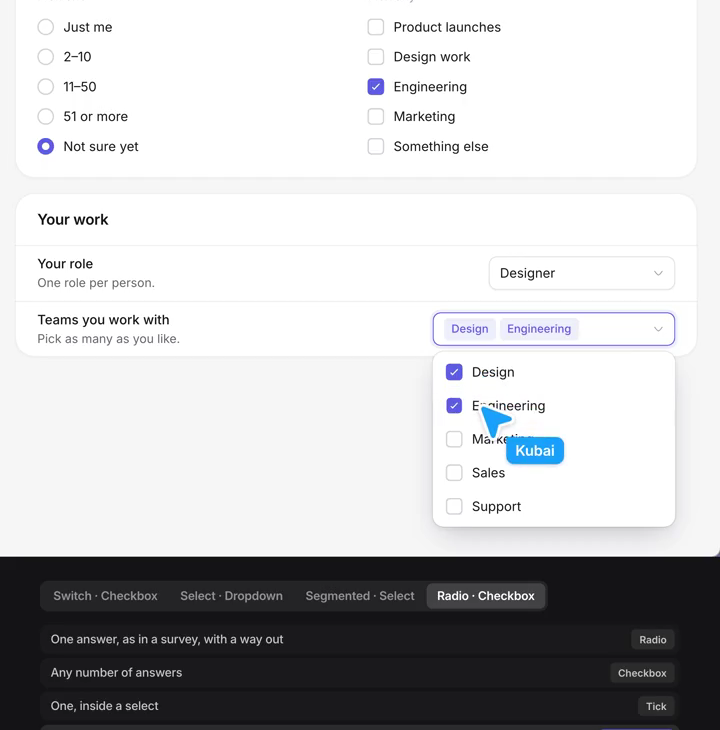 Just me
2–10
11–50
51 or more
Not sure yet
Product launches
Design work
Engineering
Marketing
Something else
Your work
Your role
One role per person.
Designer
Teams you work with
Pick as many as you like.
Design Engineering
Design
Engineering
Marketing
Kubai
Sales
Support
Switch · Checkbox Select · Dropdown Segmented · Select Radio · Checkbox
One answer, as in a survey, with a way out Radio
Any number of answers Checkbox
One, inside a select Tick